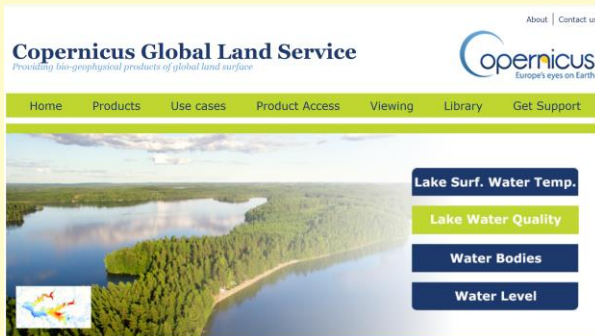 About | Contact us
Copernicus Global Land Service
Providing bio-geophysical products of global land surface
opernicus
Europe's eyes on Earth
Home Products Use cases Product Access Viewing Library Get Support
Lake Surf. Water Temp.
Lake Water Quality
Water Bodies
Water Level